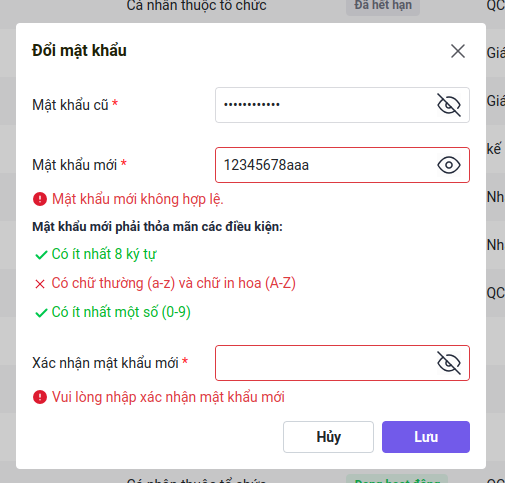 Cá nhân thuộc tổ chức Đã hết hạn QC
Đổi mật khẩu
Giá
Mật khẩu cũ * ••••••••••••
Giá
kế
Mật khẩu mới * 12345678aaa
Mật khẩu mới không hợp lệ.
Nh
Mật khẩu mới phải thỏa mãn các điều kiện:
Có ít nhất 8 ký tự
Nh
Có chữ thường (a-z) và chữ in hoa (A-Z)
QC
Có ít nhất một số (0-9)
Xác nhận mật khẩu mới *
Vui lòng nhập xác nhận mật khẩu mới
Hủy Lưu
Cá nhân thuộc tổ chức Đang hoạt động QC